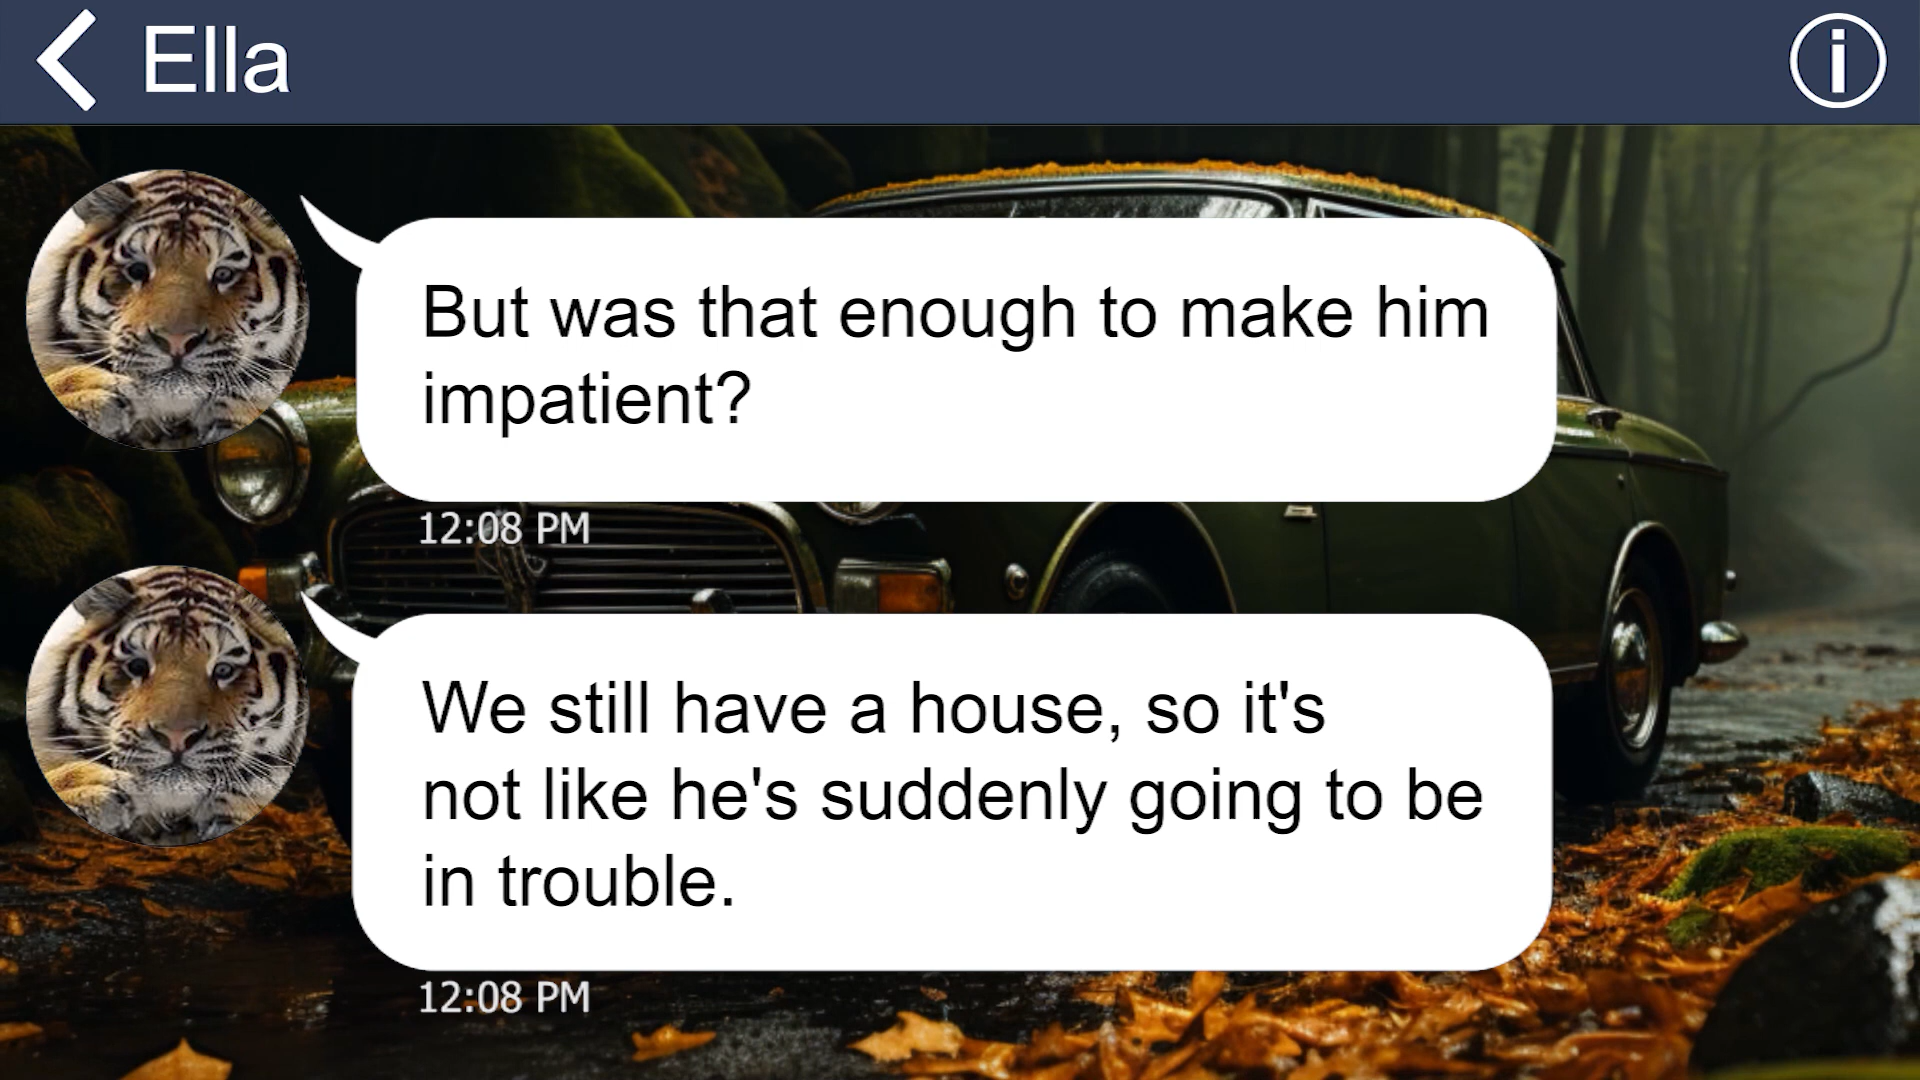 Ella
But was that enough to make him
impatient?
12:08 PM
We still have a house, so it's
not like he's suddenly going to be
in trouble.
12:08 PM